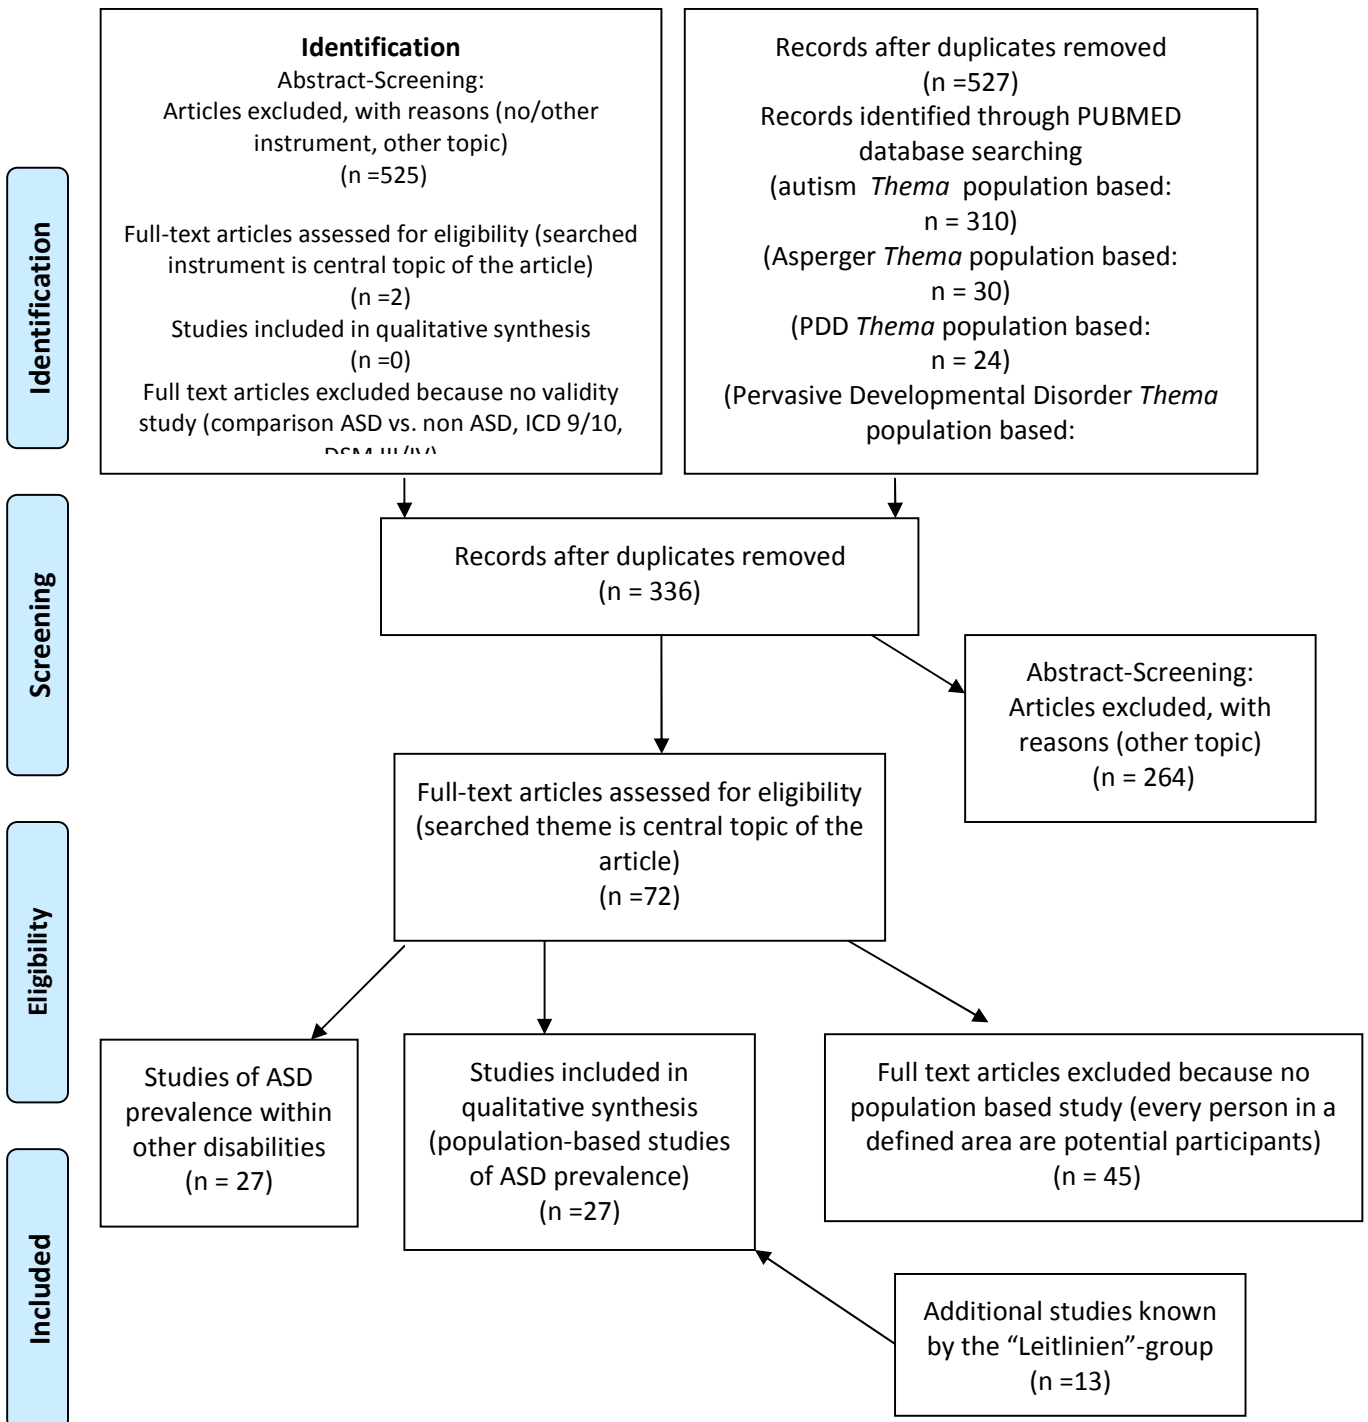 Identification
Abstract-Screening:
Articles excluded, with reasons (no/other
instrument, other topic)
(n =525)
Full-text articles assessed for eligibility (searched
instrument is central topic of the article)
(n =2)
Studies included in qualitative synthesis
(n =0)
Full text articles excluded because no validity
study (comparison ASD vs. non ASD, ICD 9/10,
DSM III/IV)
Records after duplicates removed
(n =527)
Records identified through PUBMED
database searching
(autism Thema population based:
n = 310)
(Asperger Thema population based:
n = 30)
(PDD Thema population based:
n = 24)
(Pervasive Developmental Disorder Thema
population based:
Identification
Screening
Records after duplicates removed
(n = 336)
Abstract-Screening:
Articles excluded, with
reasons (other topic)
(n = 264)
Full-text articles assessed for eligibility
(searched theme is central topic of the
article)
(n =72)
Eligibility
Studies of ASD
prevalence within
other disabilities
(n = 27)
Studies included in
qualitative synthesis
(population-based studies
of ASD prevalence)
(n =27)
Full text articles excluded because no
population based study (every person in a
defined area are potential participants)
(n = 45)
Included
Additional studies known
by the “Leitlinien”-group
(n =13)